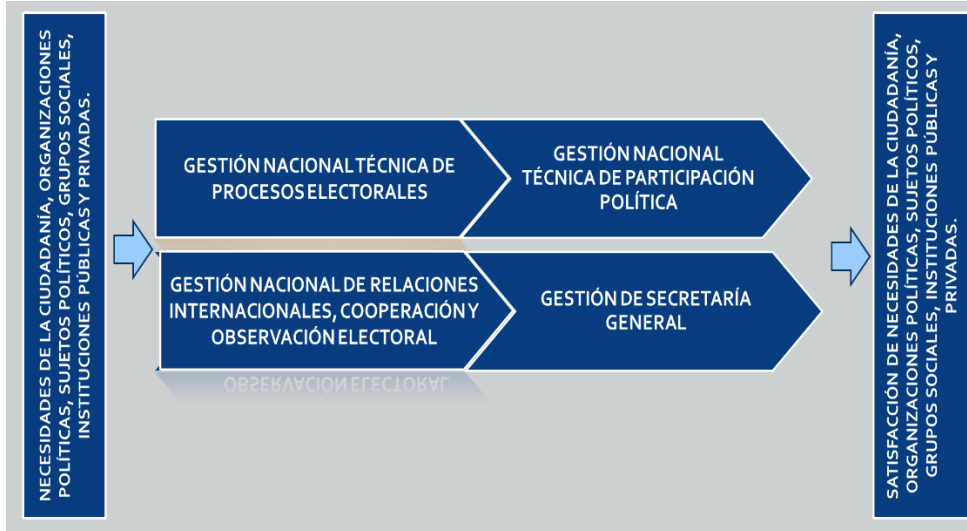 NECESIDADES DE LA CIUDADANÍA, ORGANIZACIONES
POLÍTICAS, SUJETOS POLÍTICOS, GRUPOS SOCIALES,
INSTITUCIONES PÚBLICAS Y PRIVADAS.
GESTIÓN NACIONAL TÉCNICA DE
PROCESOS ELECTORALES
GESTIÓN NACIONAL
TÉCNICA DE PARTICIPACIÓN
POLÍTICA
GESTIÓN NACIONAL DE RELACIONES
INTERNACIONALES, COOPERACIÓN Y
OBSERVACIÓN ELECTORAL
GESTIÓN DE SECRETARÍA
GENERAL
SATISFACCIÓN DE NECESIDADES DE LA CIUDADANÍA,
ORGANIZACIONES POLÍTICAS, SUJETOS POLÍTICOS,
GRUPOS SOCIALES, INSTITUCIONES PÚBLICAS Y
PRIVADAS.